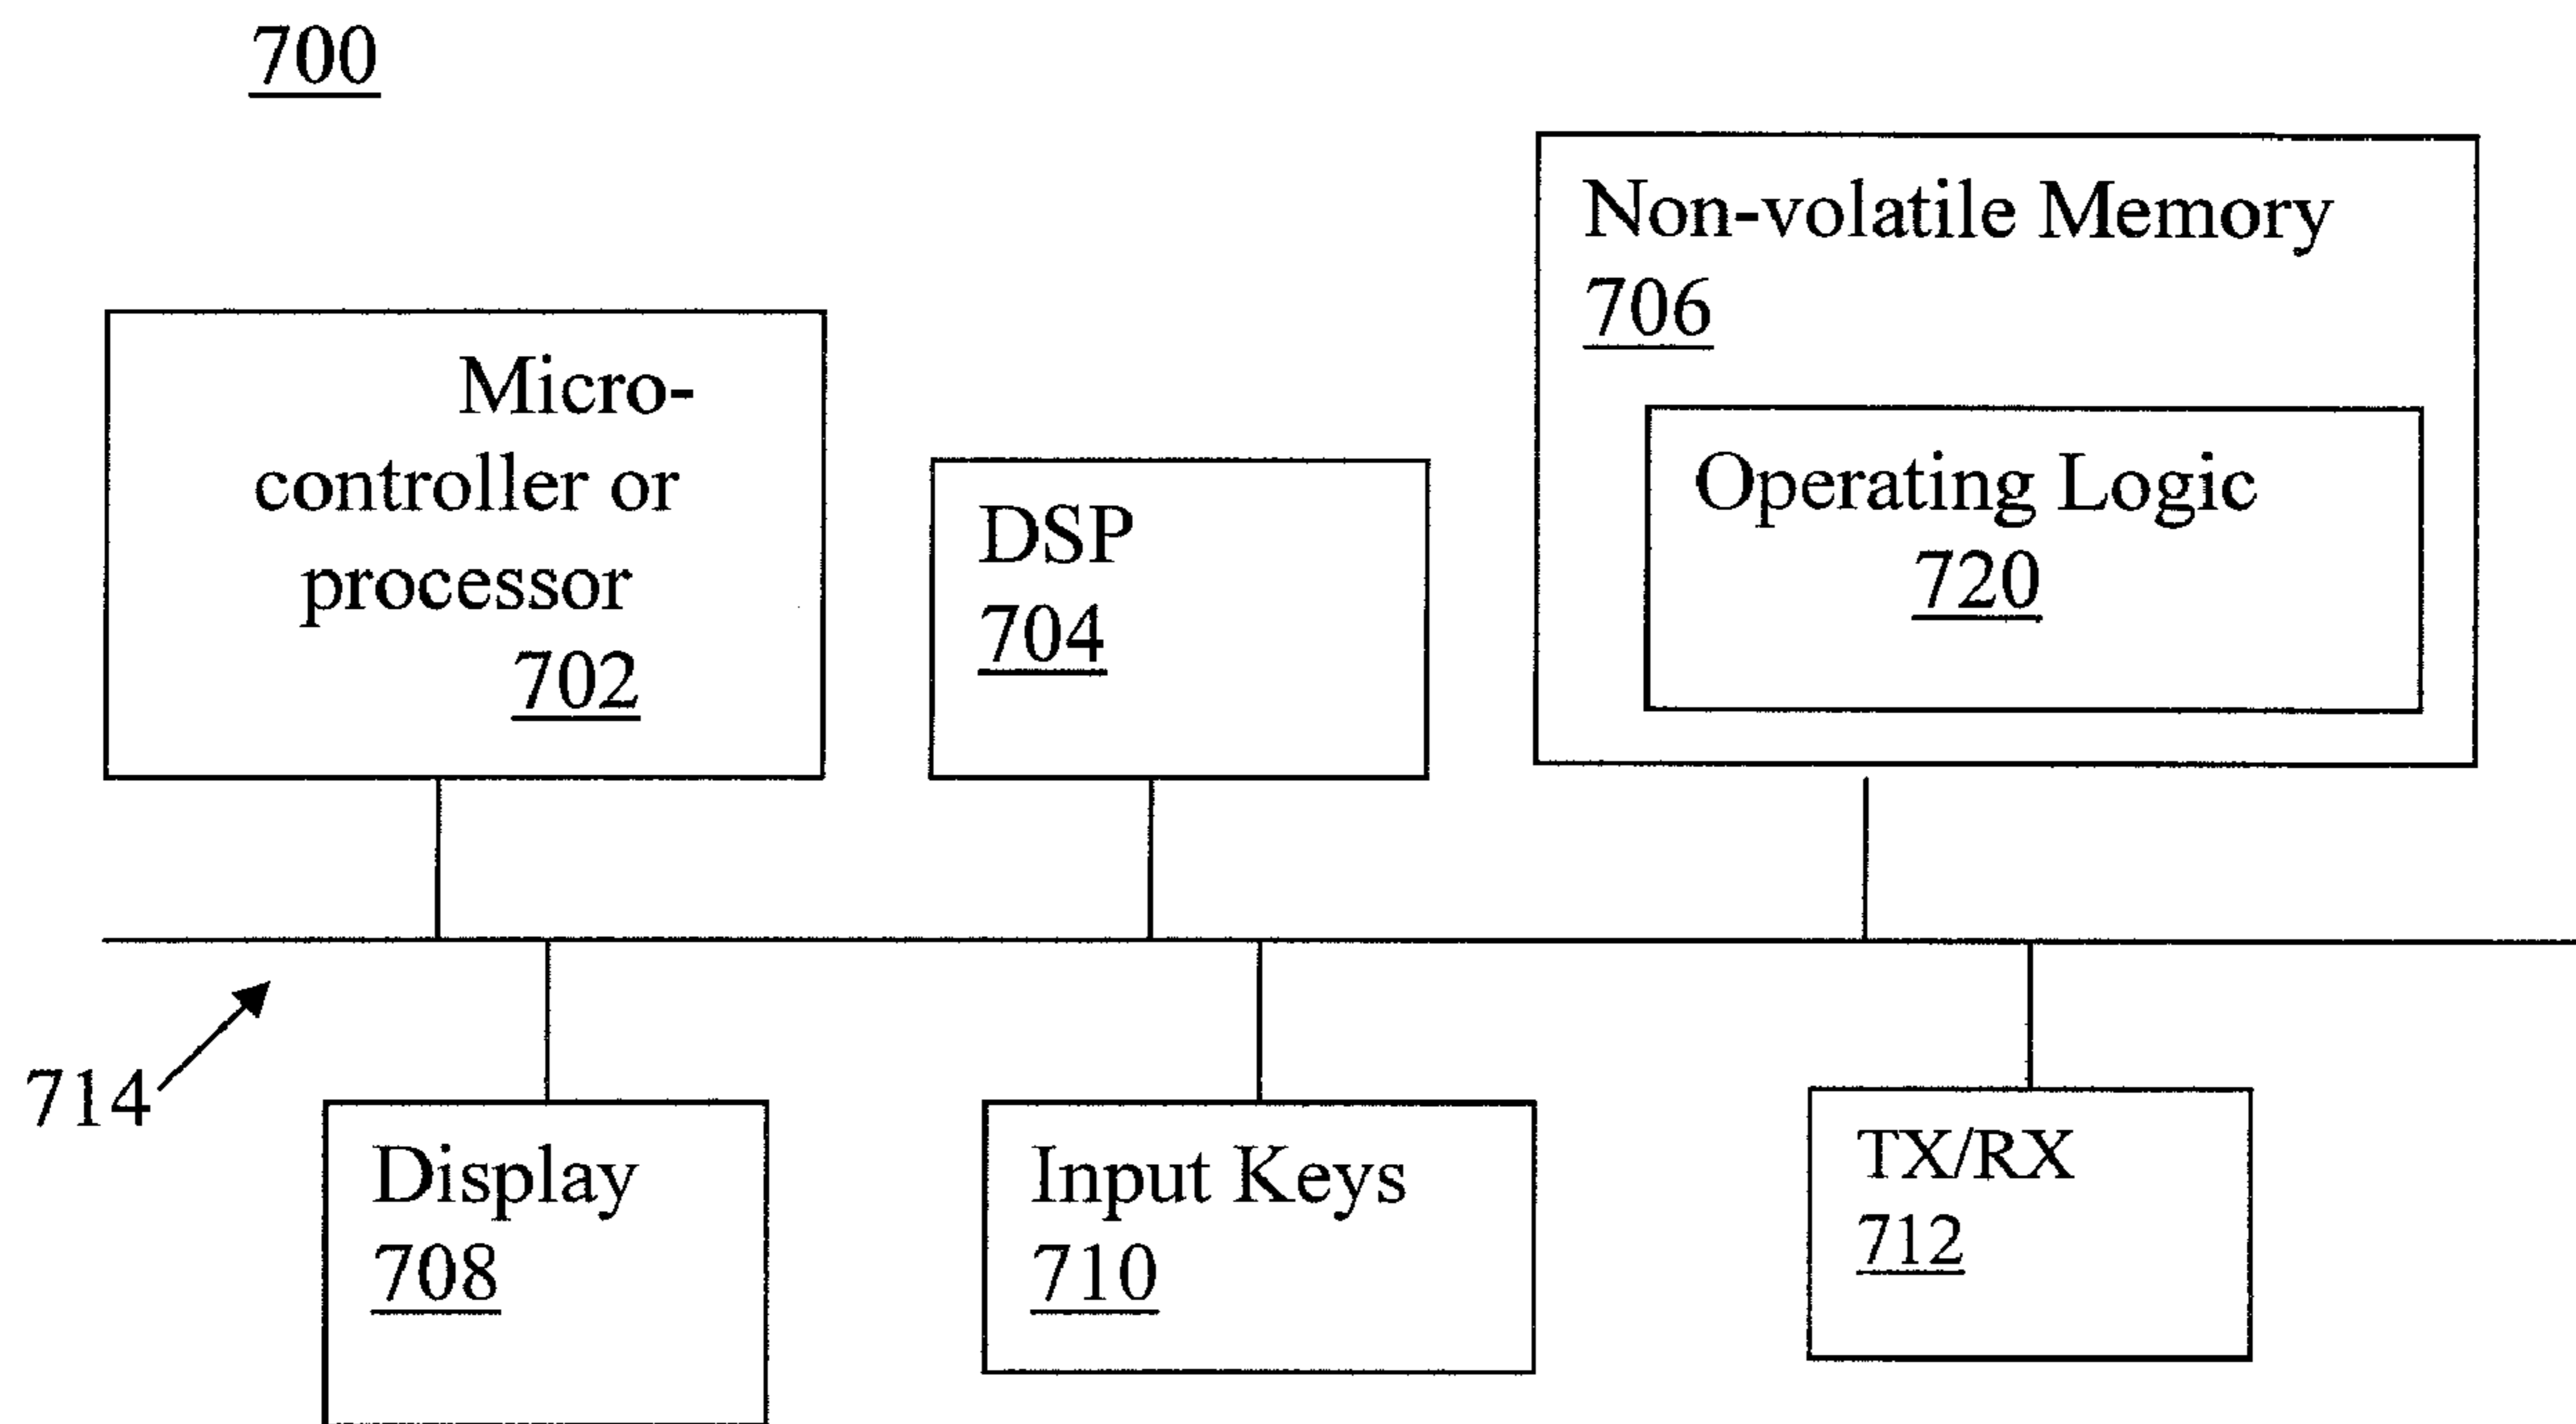 700
Non-volatile Memory
706
Operating Logic
720
Micro-
controller or
processor
702
DSP
704
714
Display
708
Input Keys
710
TX/RX
712